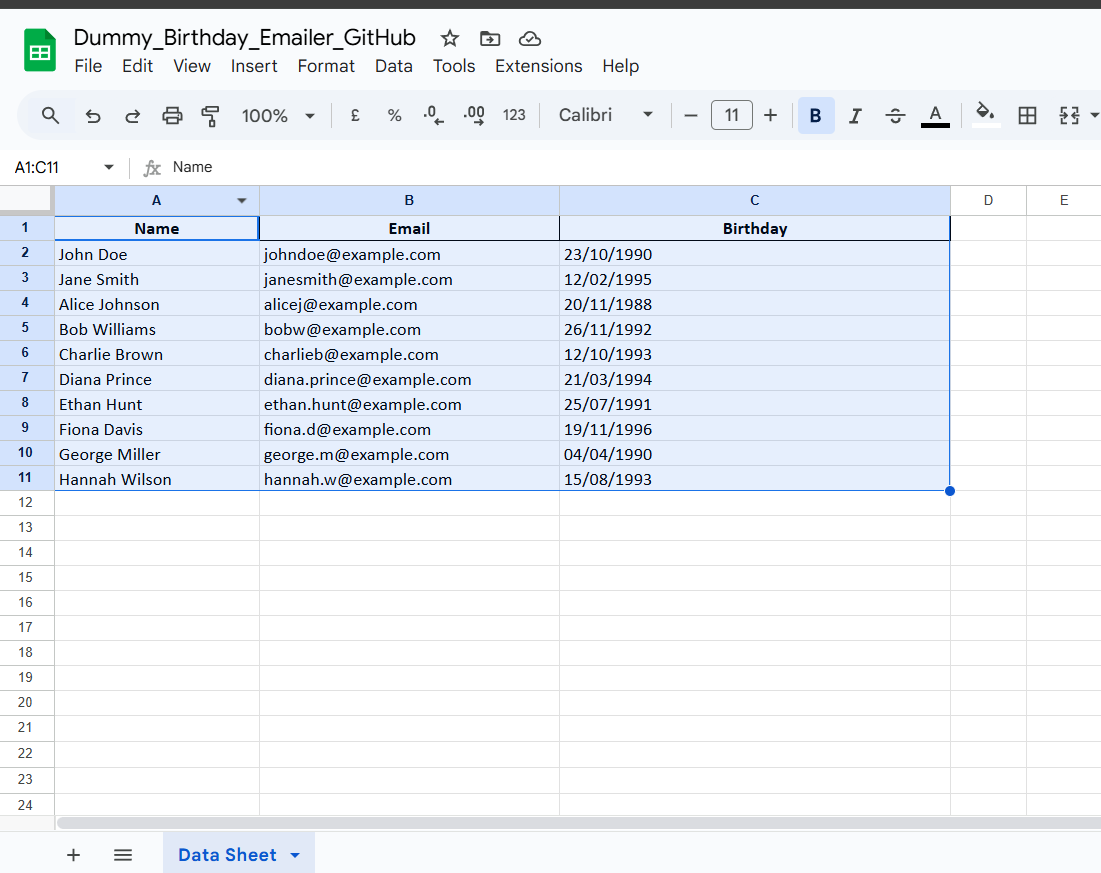 Dummy_Birthday_Emailer_GitHub
File Edit View Insert Format Data Tools Extensions Help
100% £ % .0 .00 123 Calibri 11 B I S A
A1:C11 fx Name
A B C D E
1 Name Email Birthday
2 John Doe johndoe@example.com 23/10/1990
3 Jane Smith janesmith@example.com 12/02/1995
4 Alice Johnson alicej@example.com 20/11/1988
5 Bob Williams bobw@example.com 26/11/1992
6 Charlie Brown charlieb@example.com 12/10/1993
7 Diana Prince diana.prince@example.com 21/03/1994
8 Ethan Hunt ethan.hunt@example.com 25/07/1991
9 Fiona Davis fiona.d@example.com 19/11/1996
10 George Miller george.m@example.com 04/04/1990
11 Hannah Wilson hannah.w@example.com 15/08/1993
12
13
14
15
16
17
18
19
20
21
22
23
24
Data Sheet